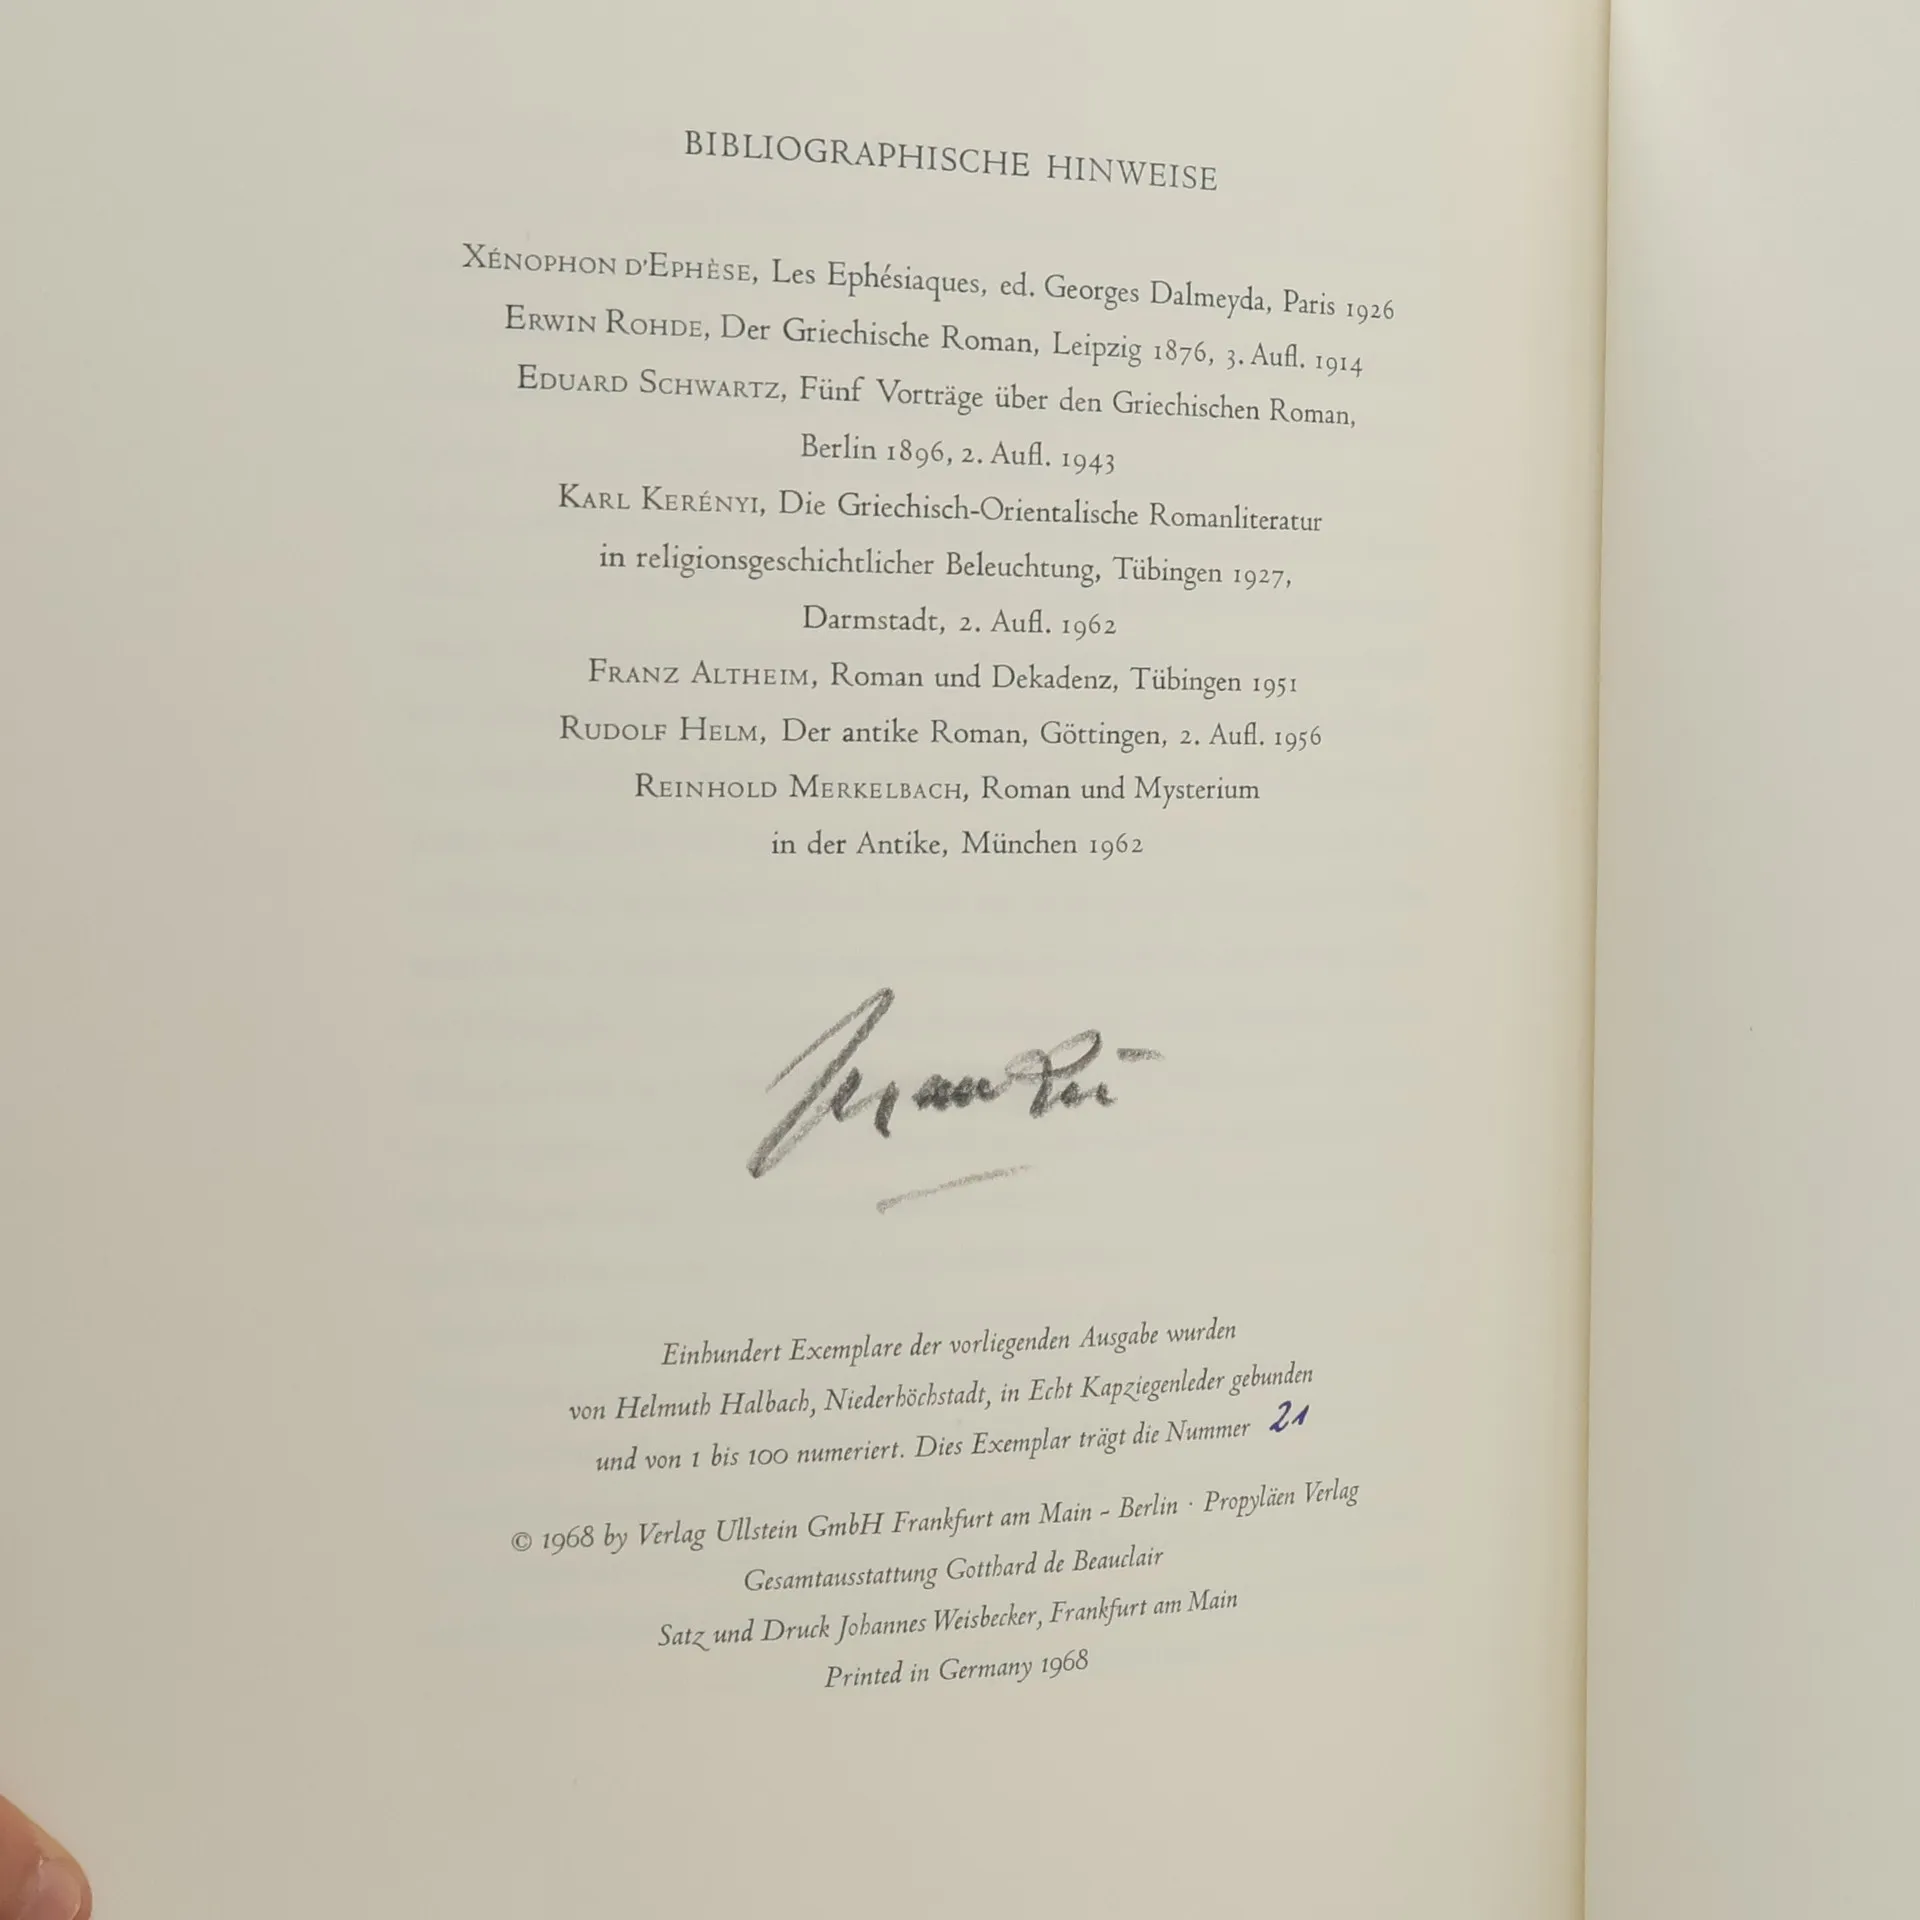 BIBLIOGRAPHISCHE HINWEISE
XÉNOPHON D'EPHÈSE, Les Ephésiaques, ed. Georges Dalmeyda, Paris 1926
ERWIN ROHDE, Der Griechische Roman, Leipzig 1876, 3. Aufl. 1914
EDUARD SCHWARTZ, Fünf Vorträge über den Griechischen Roman,
Berlin 1896, 2. Aufl. 1943
KARL KERÉNYI, Die Griechisch-Orientalische Romanliteratur
in religionsgeschichtlicher Beleuchtung, Tübingen 1927,
Darmstadt, 2. Aufl. 1962
FRANZ ALTHEIM, Roman und Dekadenz, Tübingen 1951
RUDOLF HELM, Der antike Roman, Göttingen, 2. Aufl. 1956
REINHOLD MERKELBACH, Roman und Mysterium
in der Antike, München 1962
Einhundert Exemplare der vorliegenden Ausgabe wurden
von Helmuth Halbach, Niederhöchstadt, in Echt Kapziegenleder gebunden
und von 1 bis 100 numeriert. Dies Exemplar trägt die Nummer 21
© 1968 by Verlag Ullstein GmbH Frankfurt am Main - Berlin · Propyläen Verlag
Gesamtausstattung Gotthard de Beauclair
Satz und Druck Johannes Weisbecker, Frankfurt am Main
Printed in Germany 1968